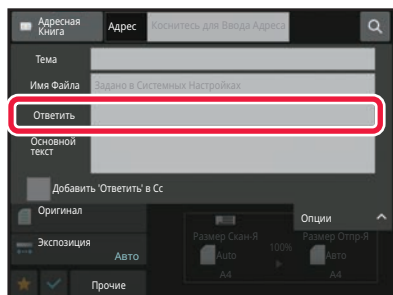 Адресная
Книга
Адрес
Коснитесь для Ввода Адреса
Тема
Имя Файла
Задано в Системных Настройках
Ответить
Основной
текст
Добавить 'Ответить' в Cc
Оригинал
Опции
Экспозиция
Авто
Размер Скан-Я
100%
Размер Отпр-Я
Auto
Авто
A4
A4
Прочие